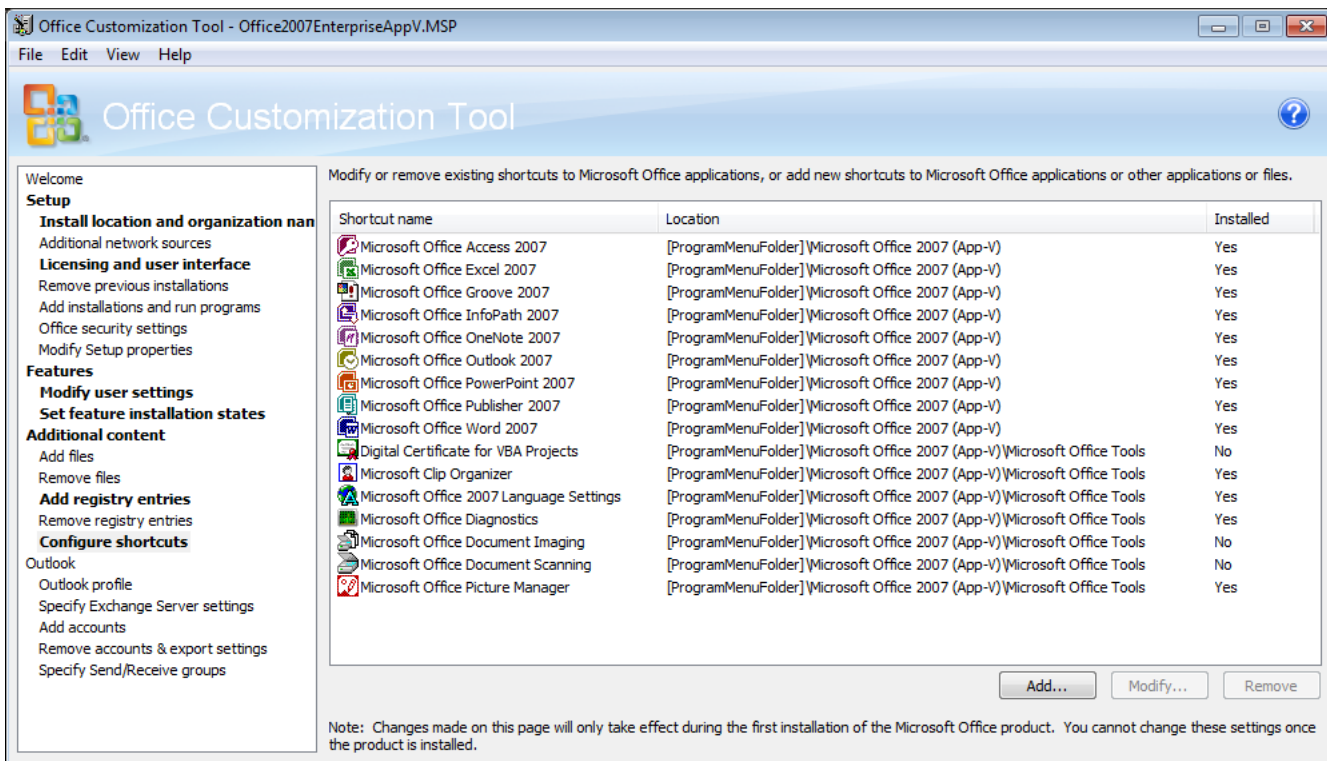 Office Customization Tool - Office2007EnterpriseAppV.MSP
File Edit View Help
Office Customization Tool
Welcome
Setup
Install location and organization nan
Additional network sources
Licensing and user interface
Remove previous installations
Add installations and run programs
Office security settings
Modify Setup properties
Features
Modify user settings
Set feature installation states
Additional content
Add files
Remove files
Add registry entries
Remove registry entries
Configure shortcuts
Outlook
Outlook profile
Specify Exchange Server settings
Add accounts
Remove accounts & export settings
Specify Send/Receive groups
Modify or remove existing shortcuts to Microsoft Office applications, or add new shortcuts to Microsoft Office applications or other applications or files.
Shortcut name Location Installed
Microsoft Office Access 2007 [ProgramMenuFolder]\Microsoft Office 2007 (App-V) Yes
Microsoft Office Excel 2007 [ProgramMenuFolder]\Microsoft Office 2007 (App-V) Yes
Microsoft Office Groove 2007 [ProgramMenuFolder]\Microsoft Office 2007 (App-V) Yes
Microsoft Office InfoPath 2007 [ProgramMenuFolder]\Microsoft Office 2007 (App-V) Yes
Microsoft Office OneNote 2007 [ProgramMenuFolder]\Microsoft Office 2007 (App-V) Yes
Microsoft Office Outlook 2007 [ProgramMenuFolder]\Microsoft Office 2007 (App-V) Yes
Microsoft Office PowerPoint 2007 [ProgramMenuFolder]\Microsoft Office 2007 (App-V) Yes
Microsoft Office Publisher 2007 [ProgramMenuFolder]\Microsoft Office 2007 (App-V) Yes
Microsoft Office Word 2007 [ProgramMenuFolder]\Microsoft Office 2007 (App-V) Yes
Digital Certificate for VBA Projects [ProgramMenuFolder]\Microsoft Office 2007 (App-V)\Microsoft Office Tools No
Microsoft Clip Organizer [ProgramMenuFolder]\Microsoft Office 2007 (App-V)\Microsoft Office Tools Yes
Microsoft Office 2007 Language Settings [ProgramMenuFolder]\Microsoft Office 2007 (App-V)\Microsoft Office Tools Yes
Microsoft Office Diagnostics [ProgramMenuFolder]\Microsoft Office 2007 (App-V)\Microsoft Office Tools Yes
Microsoft Office Document Imaging [ProgramMenuFolder]\Microsoft Office 2007 (App-V)\Microsoft Office Tools No
Microsoft Office Document Scanning [ProgramMenuFolder]\Microsoft Office 2007 (App-V)\Microsoft Office Tools No
Microsoft Office Picture Manager [ProgramMenuFolder]\Microsoft Office 2007 (App-V)\Microsoft Office Tools Yes
Add... Modify... Remove
Note: Changes made on this page will only take effect during the first installation of the Microsoft Office product. You cannot change these settings once
the product is installed.